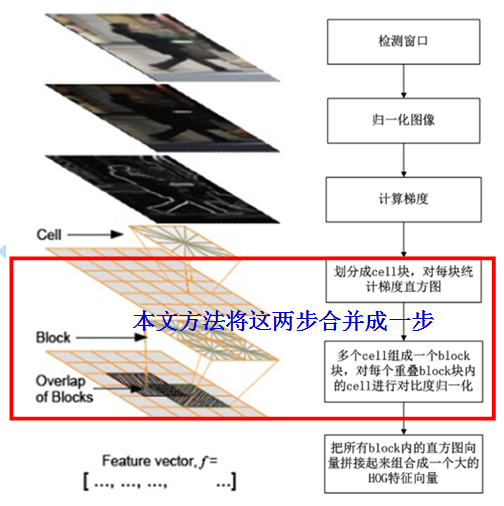 检测窗口
归一化图像
计算梯度
Cell
划分成cell块，对每块统
计梯度直方图
本文方法将这两步合并成一步
Block
多个cell组成一个block
块，对每个重叠block块内
的cell进行对比度归一化
Overlap
of Blocks
把所有block内的直方图向
量拼接起来组合成一个大的
HOG特征向量
Feature vector, f =
[ ..., ..., ..., ...]